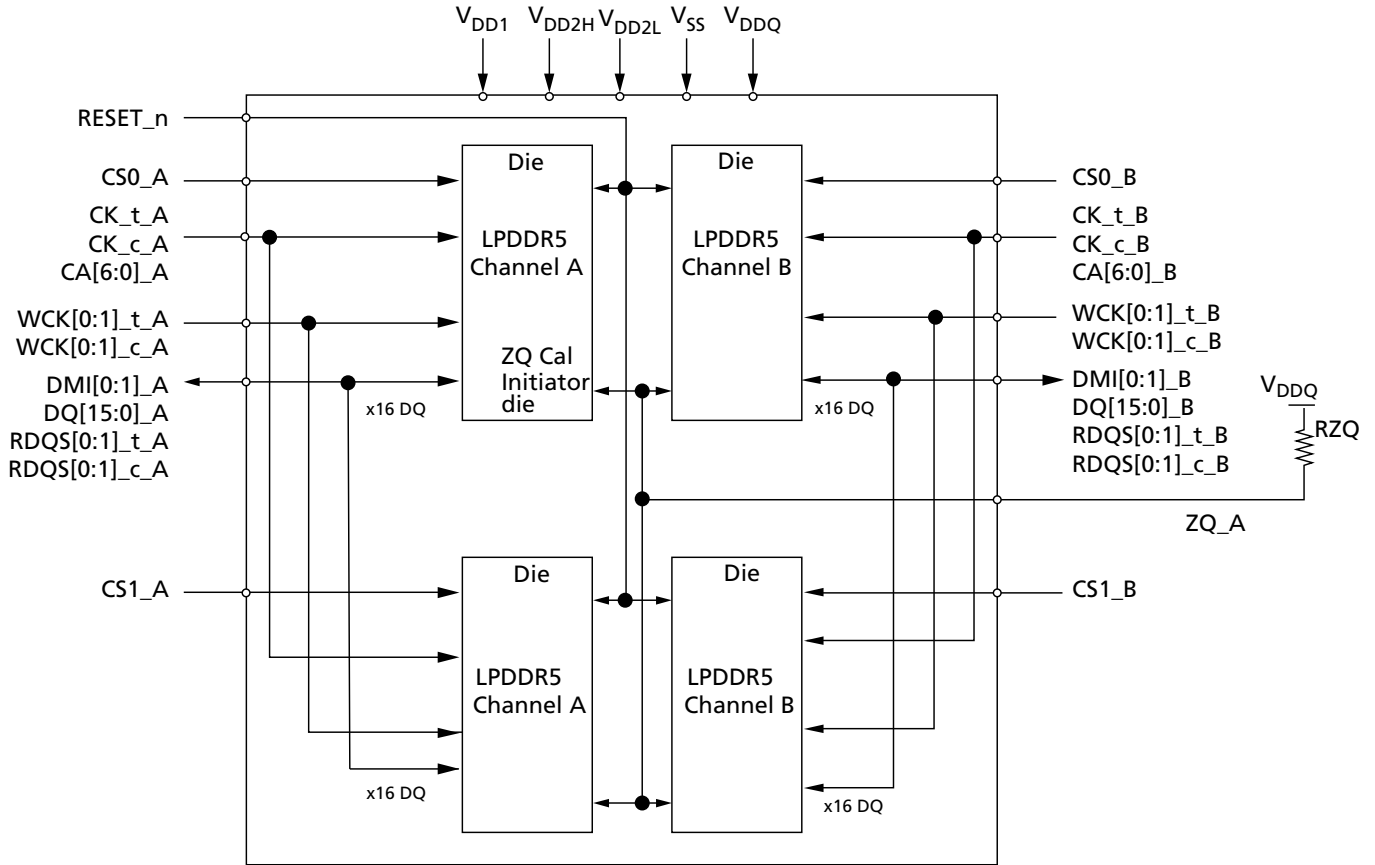 VDD1 VDD2H VDD2L VSS VDDQ
RESET_n
CS0_A
CK_t_A
CK_c_A
CA[6:0]_A
WCK[0:1]_t_A
WCK[0:1]_c_A
DMI[0:1]_A
DQ[15:0]_A
RDQS[0:1]_t_A
RDQS[0:1]_c_A
Die
LPDDR5
Channel A
ZQ Cal
Initiator
die
x16 DQ
Die
LPDDR5
Channel B
x16 DQ
CS0_B
CK_t_B
CK_c_B
CA[6:0]_B
WCK[0:1]_t_B
WCK[0:1]_c_B
DMI[0:1]_B
DQ[15:0]_B
RDQS[0:1]_t_B
RDQS[0:1]_c_B
VDDQ
RZQ
ZQ_A
CS1_A
Die
LPDDR5
Channel A
x16 DQ
Die
LPDDR5
Channel B
x16 DQ
CS1_B